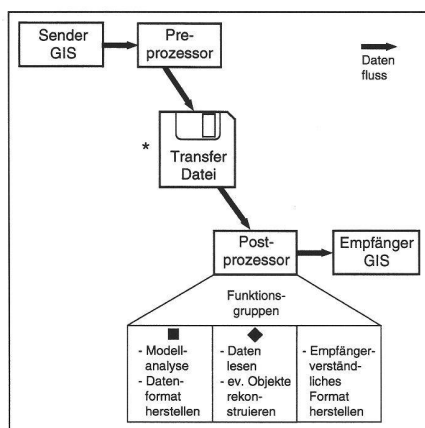 Sender
GIS
Pre-
prozessor
Daten
fluss
*
Transfer
Datei
Post-
prozessor
Empfänger
GIS
Funktions-
gruppen
- Modell-
analyse
- Daten-
format
herstellen
- Daten
lesen
- ev. Objekte
rekon-
struieren
- Empfänger-
verständ-
liches
Format
herstellen